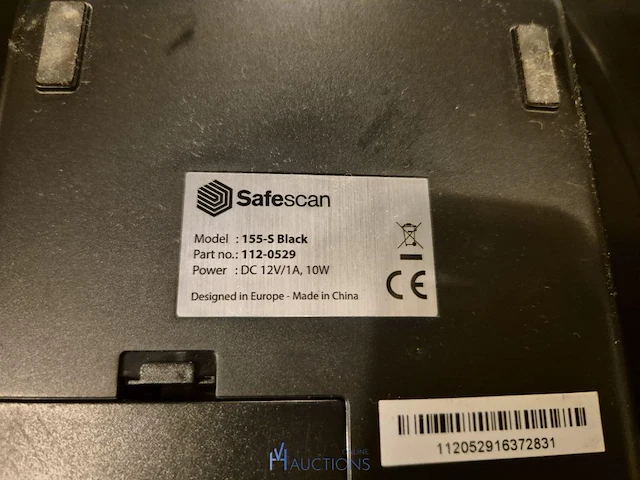 Safescan
Model : 155-S Black
Part no.: 112-0529
Power : DC 12V/1A, 10W
CE
Designed in Europe - Made in China
112052916372831
ONLINE
AUCTIONS